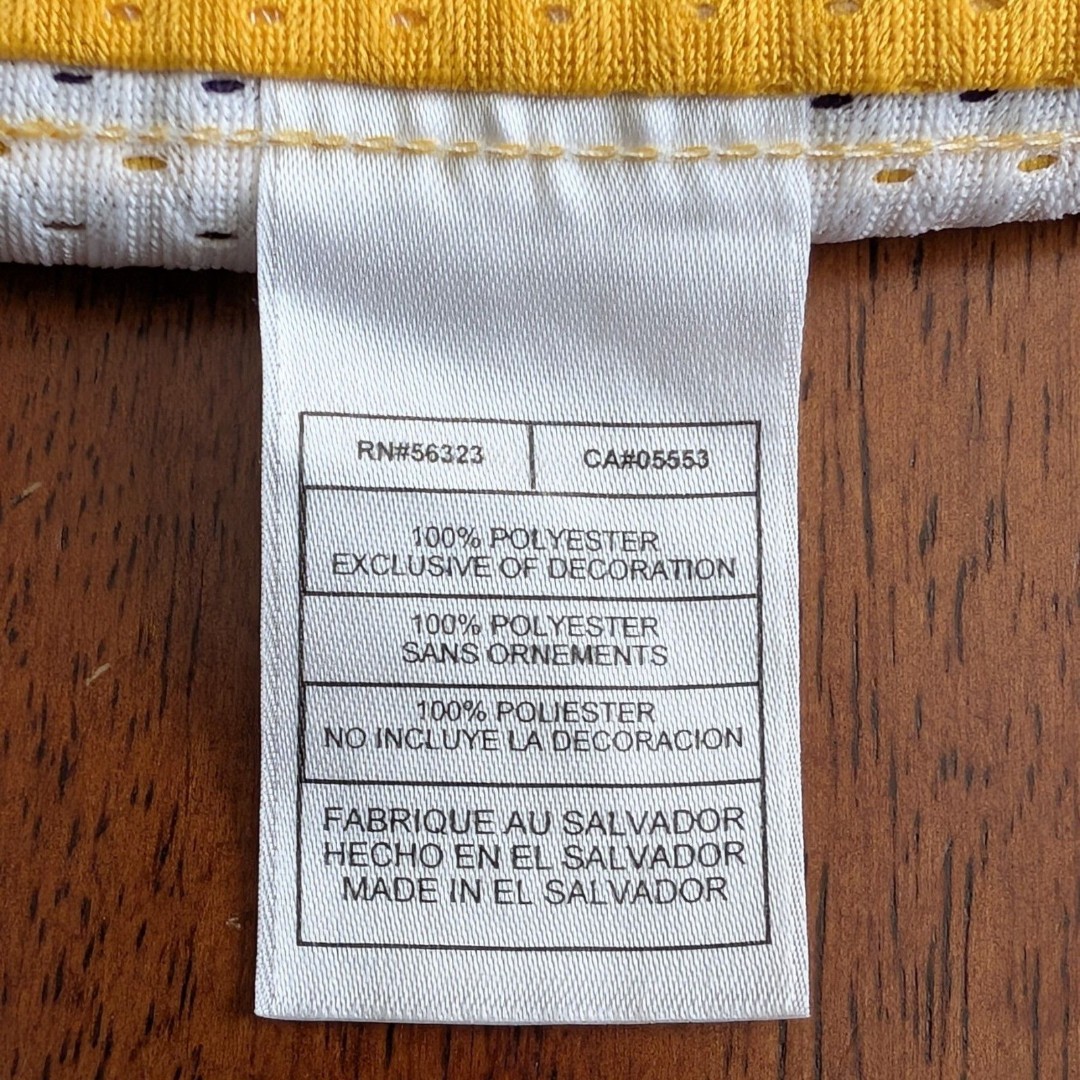 RN#56323 CA#05553
100% POLYESTER
EXCLUSIVE OF DECORATION
100% POLYESTER
SANS ORNEMENTS
100% POLIESTER
NO INCLUYE LA DECORACION
FABRIQUE AU SALVADOR
HECHO EN EL SALVADOR
MADE IN EL SALVADOR